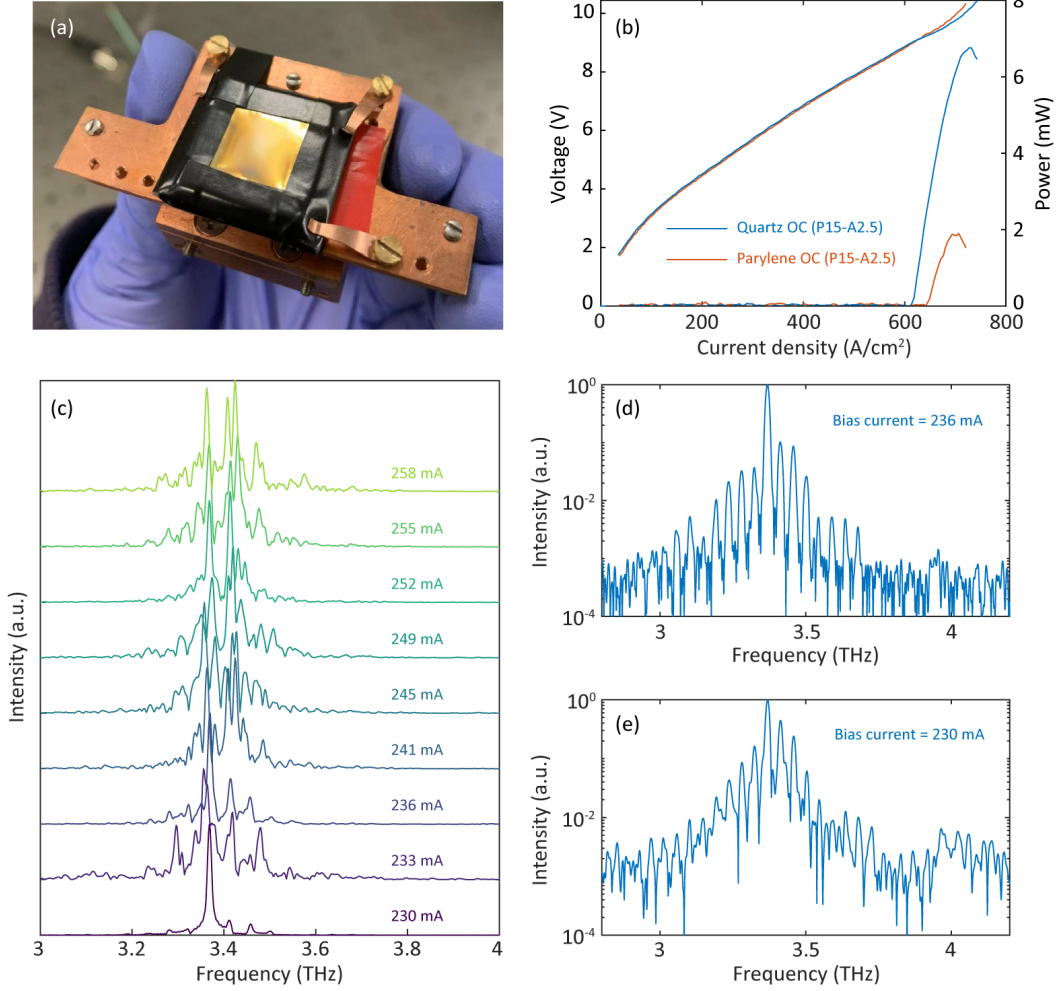 (a)
(b)
10
8
6
4
2
0
Voltage (V)
8
6
4
2
0
Power (mW)
Quartz OC (P15-A2.5)
Parylene OC (P15-A2.5)
0
200
400
600
800
Current density (A/cm²)
(c)
258 mA
255 mA
252 mA
249 mA
245 mA
241 mA
236 mA
233 mA
230 mA
Intensity (a.u.)
3
3.2
3.4
3.6
3.8
4
Frequency (THz)
(d)
Bias current = 236 mA
10⁰
10⁻²
10⁻⁴
Intensity (a.u.)
3
3.5
4
Frequency (THz)
(e)
Bias current = 230 mA
10⁰
10⁻²
10⁻⁴
Intensity (a.u.)
3
3.5
4
Frequency (THz)